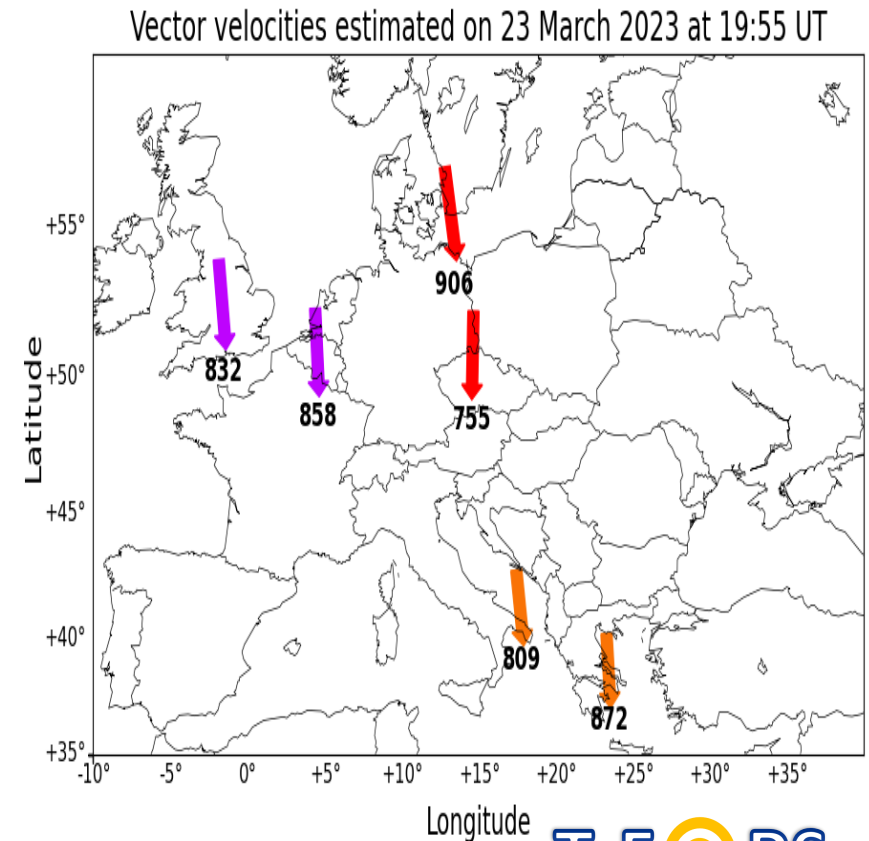 Vector velocities estimated on 23 March 2023 at 19:55 UT
+55°
906
+50°
832
858
755
Latitude
+45°
+40°
809
872
+35°
-10° -5° 0° +5° +10° +15° +20° +25° +30° +35°
Longitude